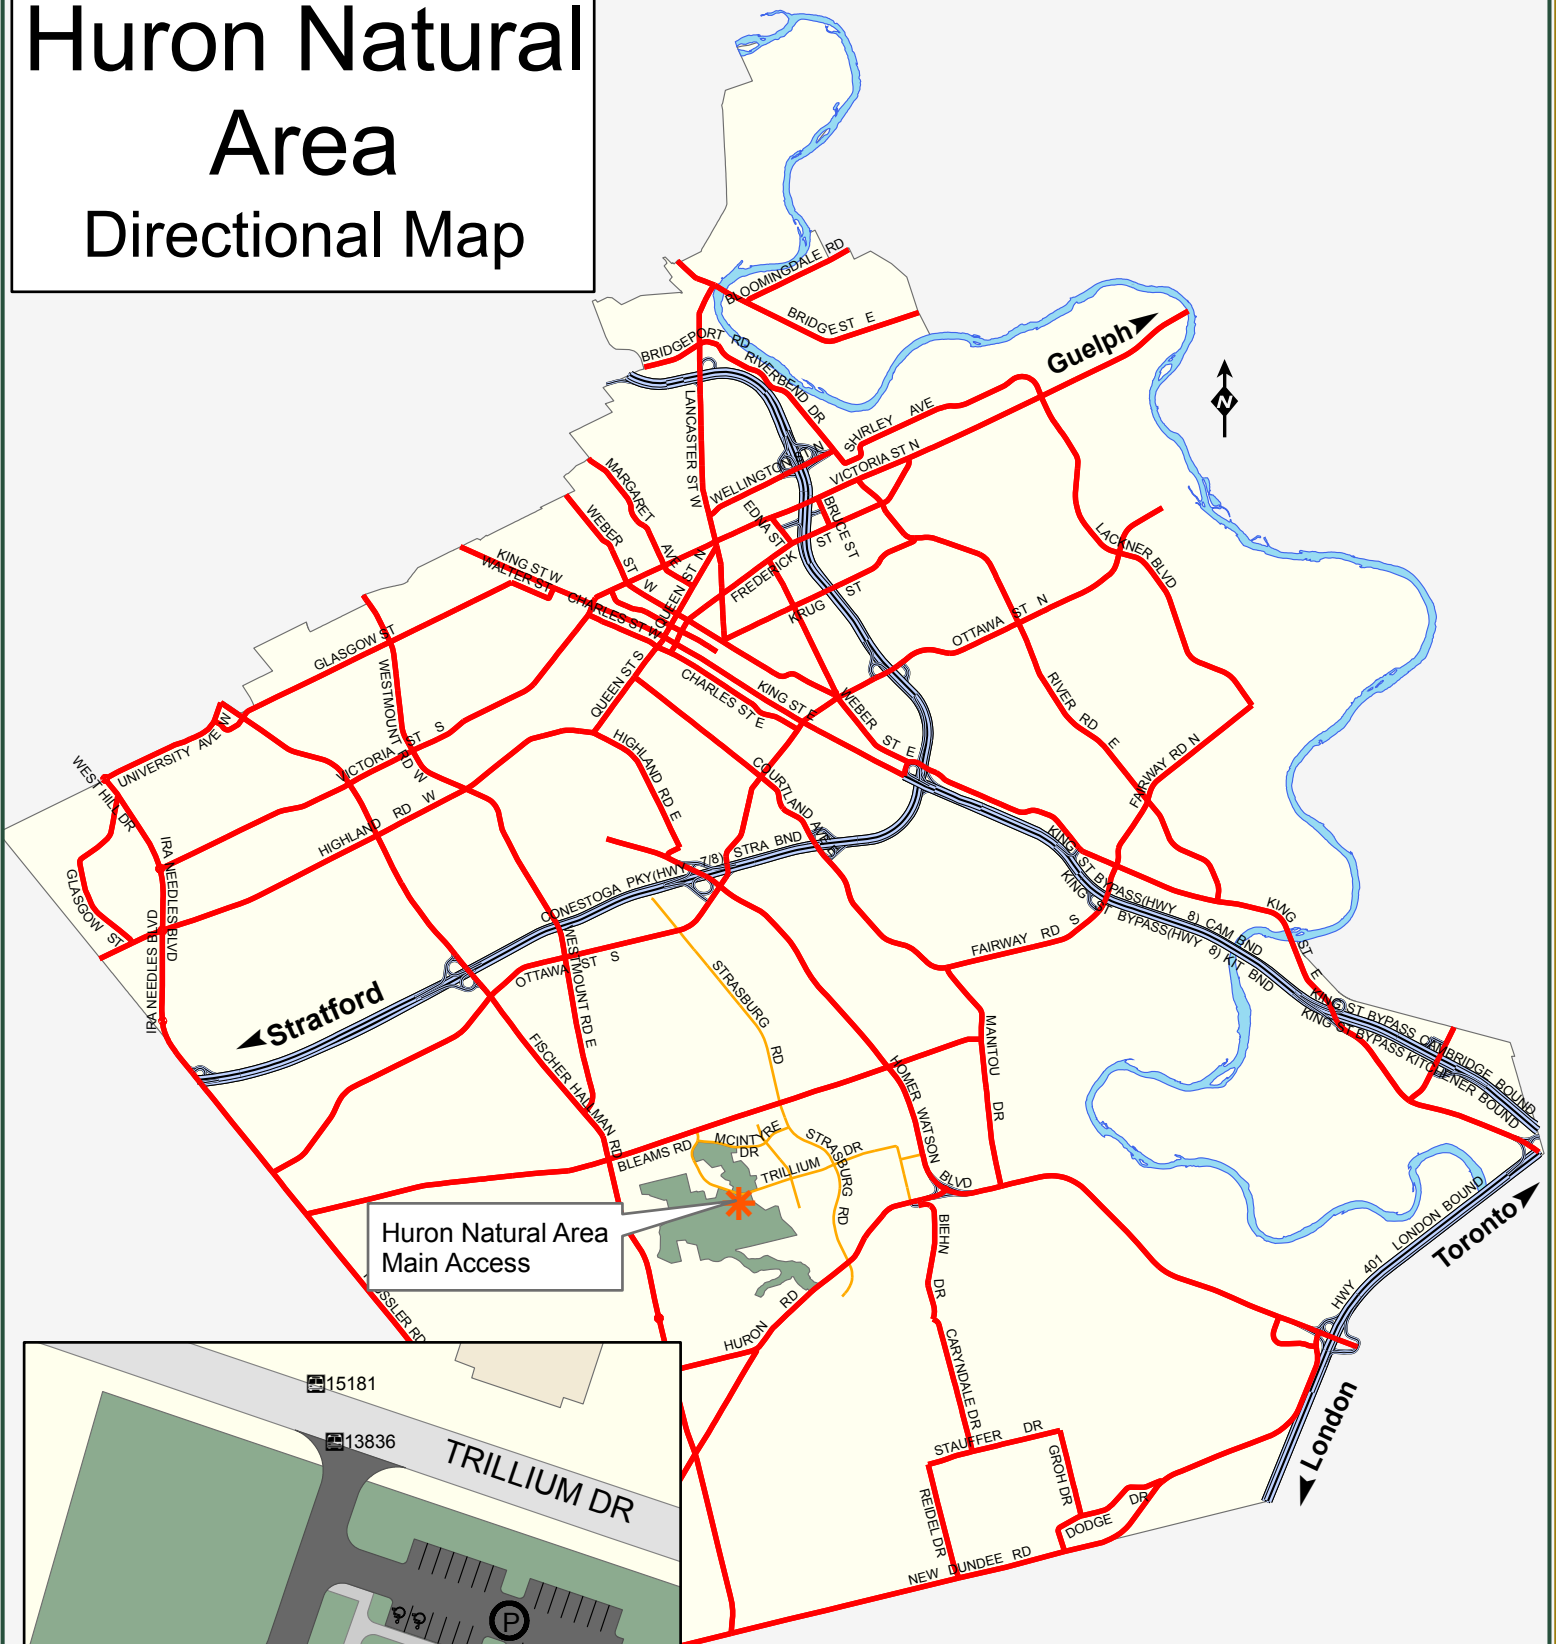 Huron Natural
Area
Directional Map
BLOOMINGDALE RD
BRIDGE ST E
BRIDGEPORT RD
RIVERBEND DR
Guelph
N
LANCASTER ST W
SHIRLEY AVE
WELLINGTON ST N
VICTORIA ST N
MARGARET AVE
WEBER ST W
EDNA ST
BRUCE ST
FREDERICK ST
QUEEN ST N
KING ST W
WALTER ST
CHARLES ST W
KRUG ST
LACKNER BLVD
OTTAWA ST N
GLASGOW ST
WESTMOUNT RD W
QUEEN ST S
CHARLES ST E
KING ST E
WEBER ST E
RIVER RD E
FAIRWAY RD N
UNIVERSITY AVE W
VICTORIA ST S
WEST HILL DR
HIGHLAND RD W
HIGHLAND RD E
COURTLAND AVE E
IRA NEEDLES BLVD
IRA NEEDLES BLVD
GLASGOW ST
CONESTOGA PKY(HWY 7/8) STRA BND
KING ST BYPASS(HWY 8) CAM BND
KING ST BYPASS(HWY 8) KIT BND
KING ST E
FAIRWAY RD S
OTTAWA ST S
WESTMOUNT RD E
STRASBURG RD
Stratford
FISCHER HALLMAN RD
MANITOU DR
HOMER WATSON BLVD
KING ST BYPASS CAMBRIDGE BOUND
KING ST BYPASS KITCHENER BOUND
BLEAMS RD
MCINTYRE DR
STRASBURG RD
TRILLIUM DR
Huron Natural Area
Main Access
BIEHN DR
HWY 401 LONDON BOUND
Toronto
HURON RD
CARYNDALE DR
London
STAUFFER DR
GROH DR
REIDEL DR
DODGE DR
NEW DUNDEE RD
15181
13836
TRILLIUM DR
P